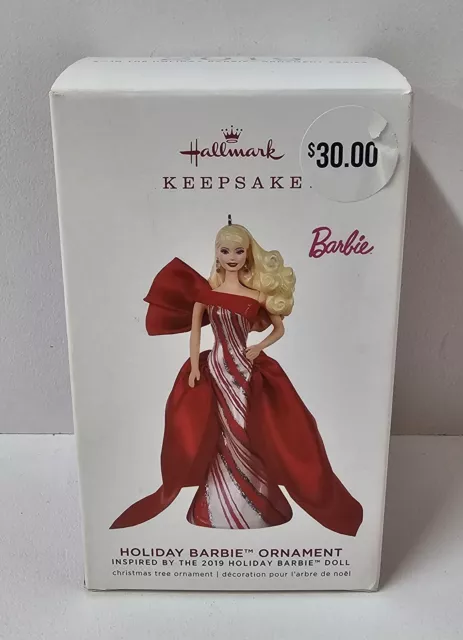 Hallmark
KEEPSAKE
$30.00
Barbie™
HOLIDAY BARBIE™ ORNAMENT
INSPIRED BY THE 2019 HOLIDAY BARBIE™ DOLL
christmas tree ornament | décoration pour l'arbre de noël